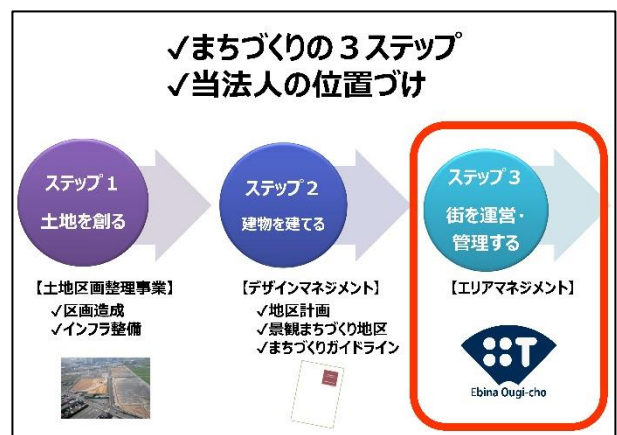 ✓まちづくりの３ステップ
✓当法人の位置づけ
ステップ１
土地を創る
【土地区画整理事業】
✓区画造成
✓インフラ整備
ステップ２
建物を建てる
【デザインマネジメント】
✓地区計画
✓景観まちづくり地区
✓まちづくりガイドライン
ステップ３
街を運営・
管理する
【エリアマネジメント】
Ebina Ougi-cho